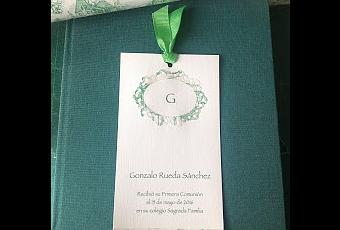 G
Gonzalo Rueda Sánchez
Recibió su Primera Comunión
el 15 de mayo de 2016
en su colegio Sagrada Familia